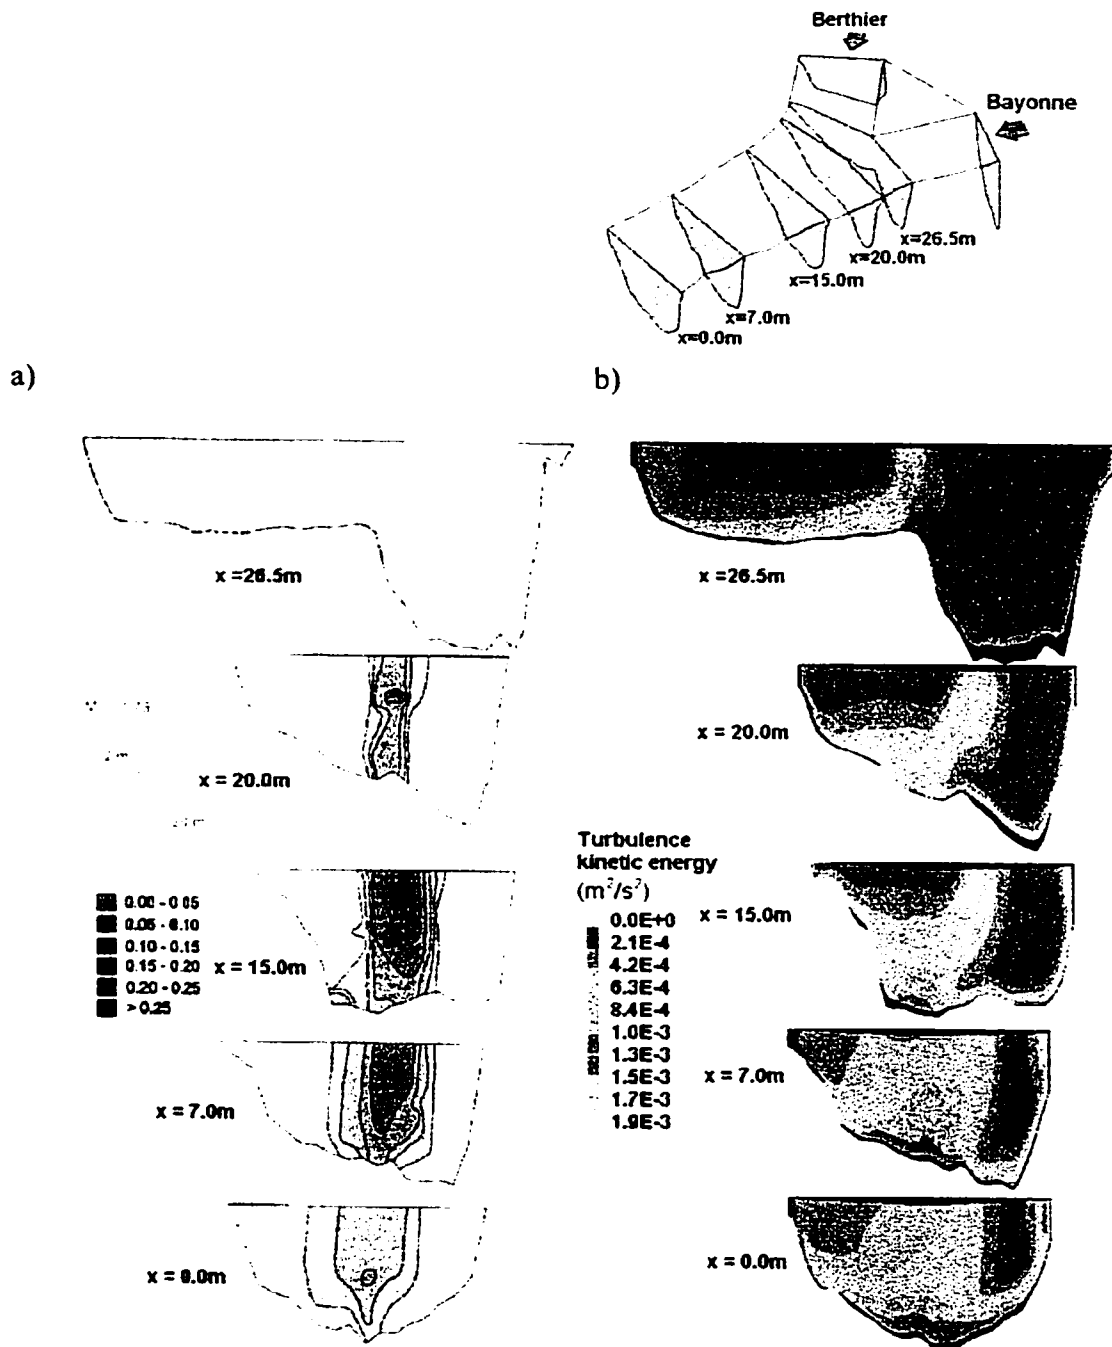 Berthier
Bayonne
x=26.5m
x=20.0m
x=15.0m
x=7.0m
x=0.0m
a)
b)
x =26.5m
x =26.5m
x = 20.0m
x = 20.0m
Turbulence
kinetic energy
(m²/s²)
0.0E+0
2.1E-4
4.2E-4
6.3E-4
8.4E-4
1.0E-3
1.3E-3
1.5E-3
1.7E-3
1.9E-3
0.00 - 0.05
0.05 - 0.10
0.10 - 0.15
0.15 - 0.20
0.20 - 0.25
> 0.25
x = 15.0m
x = 15.0m
x = 7.0m
x = 7.0m
x = 0.0m
x = 0.0m